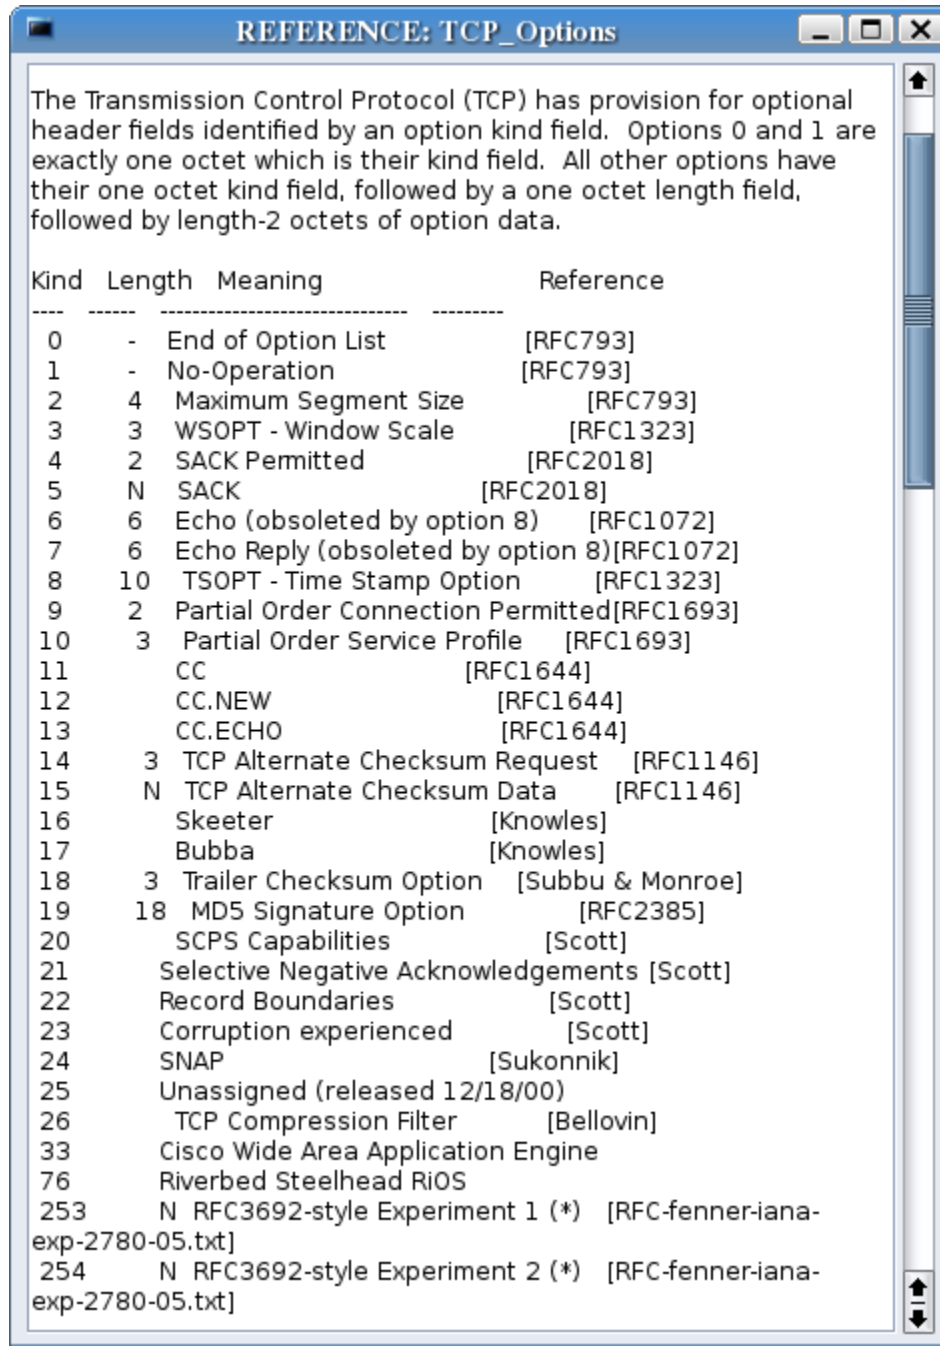 REFERENCE: TCP_Options
The Transmission Control Protocol (TCP) has provision for optional
header fields identified by an option kind field.  Options 0 and 1 are
exactly one octet which is their kind field.  All other options have
their one octet kind field, followed by a one octet length field,
followed by length-2 octets of option data.
Kind   Length   Meaning                           Reference
----   ------   -------------------------------   ---------
0        -    End of Option List                 [RFC793]
1        -    No-Operation                       [RFC793]
2        4    Maximum Segment Size               [RFC793]
3        3    WSOPT - Window Scale               [RFC1323]
4        2    SACK Permitted                     [RFC2018]
5        N    SACK                               [RFC2018]
6        6    Echo (obsoleted by option 8)       [RFC1072]
7        6    Echo Reply (obsoleted by option 8)[RFC1072]
8       10    TSOPT - Time Stamp Option          [RFC1323]
9        2    Partial Order Connection Permitted[RFC1693]
10       3    Partial Order Service Profile      [RFC1693]
11            CC                                 [RFC1644]
12            CC.NEW                             [RFC1644]
13            CC.ECHO                            [RFC1644]
14       3    TCP Alternate Checksum Request     [RFC1146]
15       N    TCP Alternate Checksum Data        [RFC1146]
16            Skeeter                            [Knowles]
17            Bubba                              [Knowles]
18       3    Trailer Checksum Option    [Subbu & Monroe]
19      18    MD5 Signature Option               [RFC2385]
20            SCPS Capabilities                  [Scott]
21            Selective Negative Acknowledgements [Scott]
22            Record Boundaries                  [Scott]
23            Corruption experienced             [Scott]
24            SNAP                               [Sukonnik]
25            Unassigned (released 12/18/00)
26            TCP Compression Filter             [Bellovin]
33            Cisco Wide Area Application Engine
76            Riverbed Steelhead RiOS
253      N  RFC3692-style Experiment 1 (*)   [RFC-fenner-iana-
exp-2780-05.txt]
254      N  RFC3692-style Experiment 2 (*)   [RFC-fenner-iana-
exp-2780-05.txt]